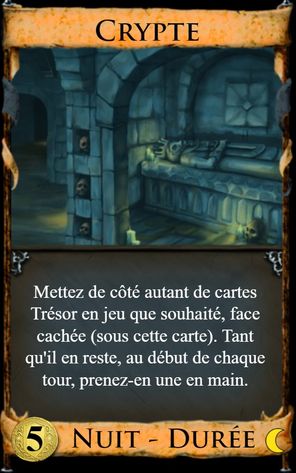 Crypte
Mettez de côté autant de cartes
Trésor en jeu que souhaité, face
cachée (sous cette carte). Tant
qu'il en reste, au début de chaque
tour, prenez-en une en main.
5 Nuit - Durée